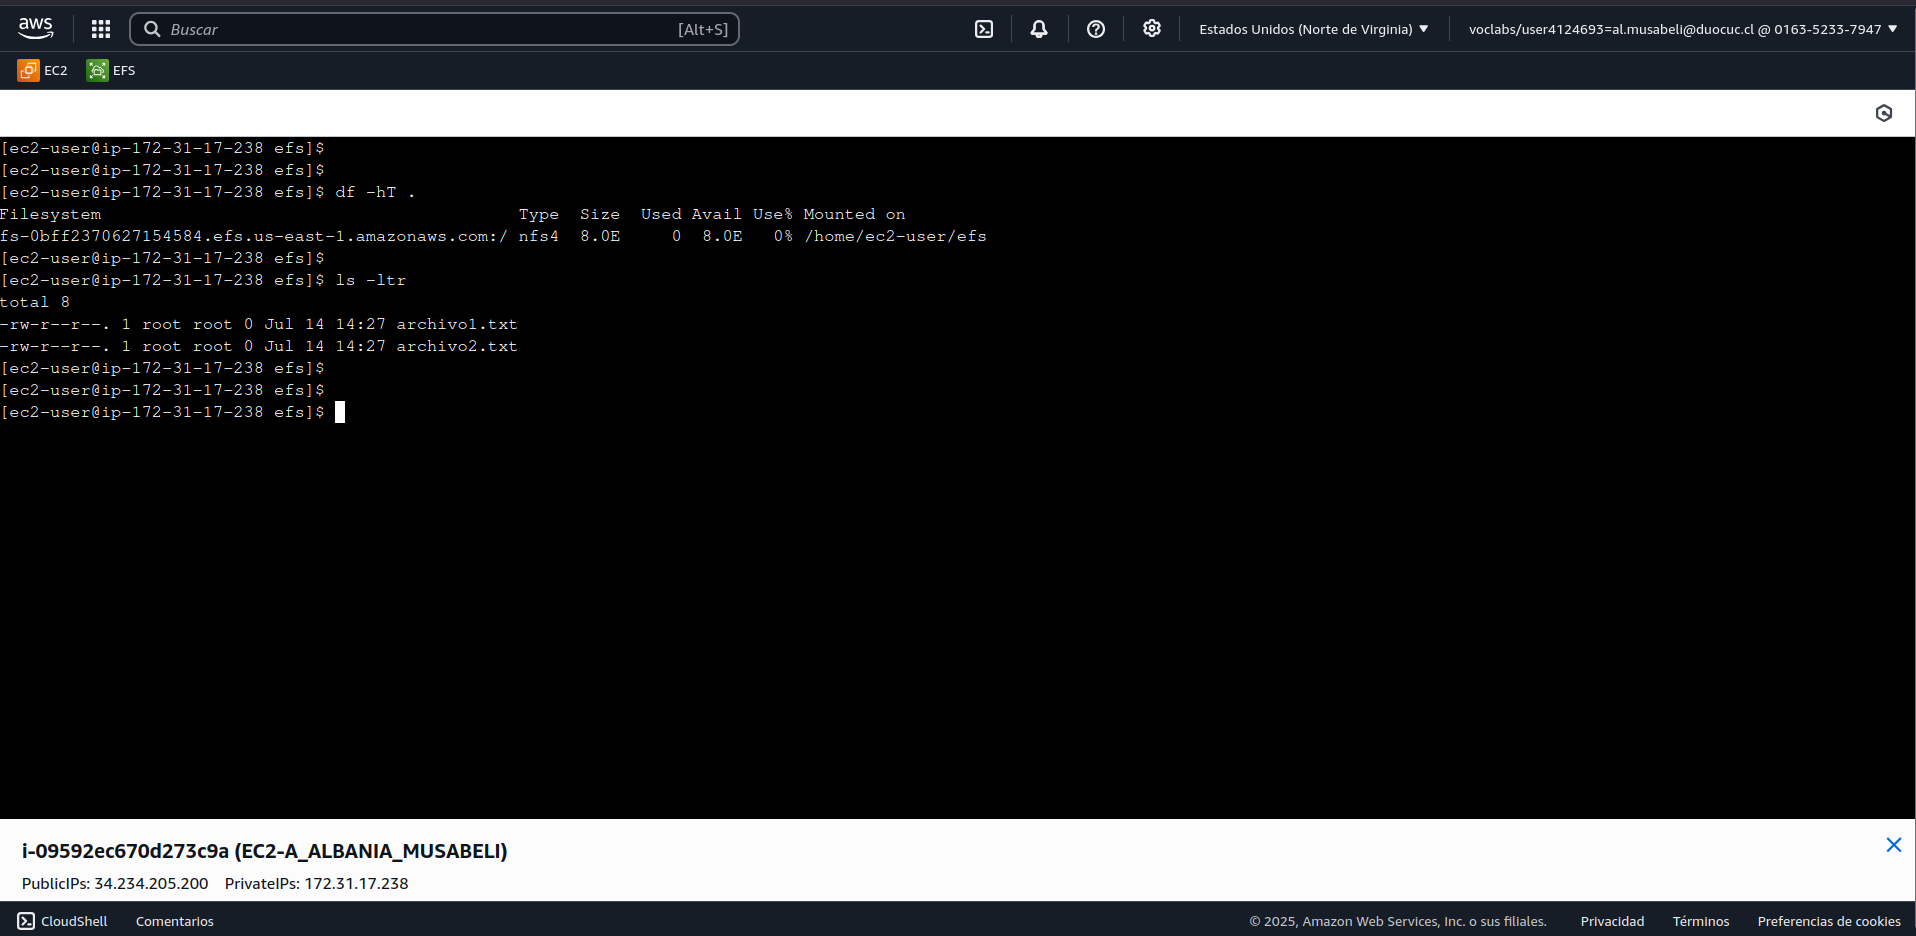 aws
Buscar [Alt+S]
Estados Unidos (Norte de Virginia)
voclabs/user4124693=al.musabeli@duocuc.cl @ 0163-5233-7947
EC2 EFS
[ec2-user@ip-172-31-17-238 efs]$
[ec2-user@ip-172-31-17-238 efs]$
[ec2-user@ip-172-31-17-238 efs]$ df -hT .
Filesystem Type Size Used Avail Use% Mounted on
fs-0bff2370627154584.efs.us-east-1.amazonaws.com:/ nfs4 8.0E 0 8.0E 0% /home/ec2-user/efs
[ec2-user@ip-172-31-17-238 efs]$
[ec2-user@ip-172-31-17-238 efs]$ ls -ltr
total 8
-rw-r--r--. 1 root root 0 Jul 14 14:27 archivo1.txt
-rw-r--r--. 1 root root 0 Jul 14 14:27 archivo2.txt
[ec2-user@ip-172-31-17-238 efs]$
[ec2-user@ip-172-31-17-238 efs]$
[ec2-user@ip-172-31-17-238 efs]$
i-09592ec670d273c9a (EC2-A_ALBANIA_MUSABELI)
PublicIPs: 34.234.205.200 PrivateIPs: 172.31.17.238
CloudShell Comentarios
© 2025, Amazon Web Services, Inc. o sus filiales. Privacidad Términos Preferencias de cookies